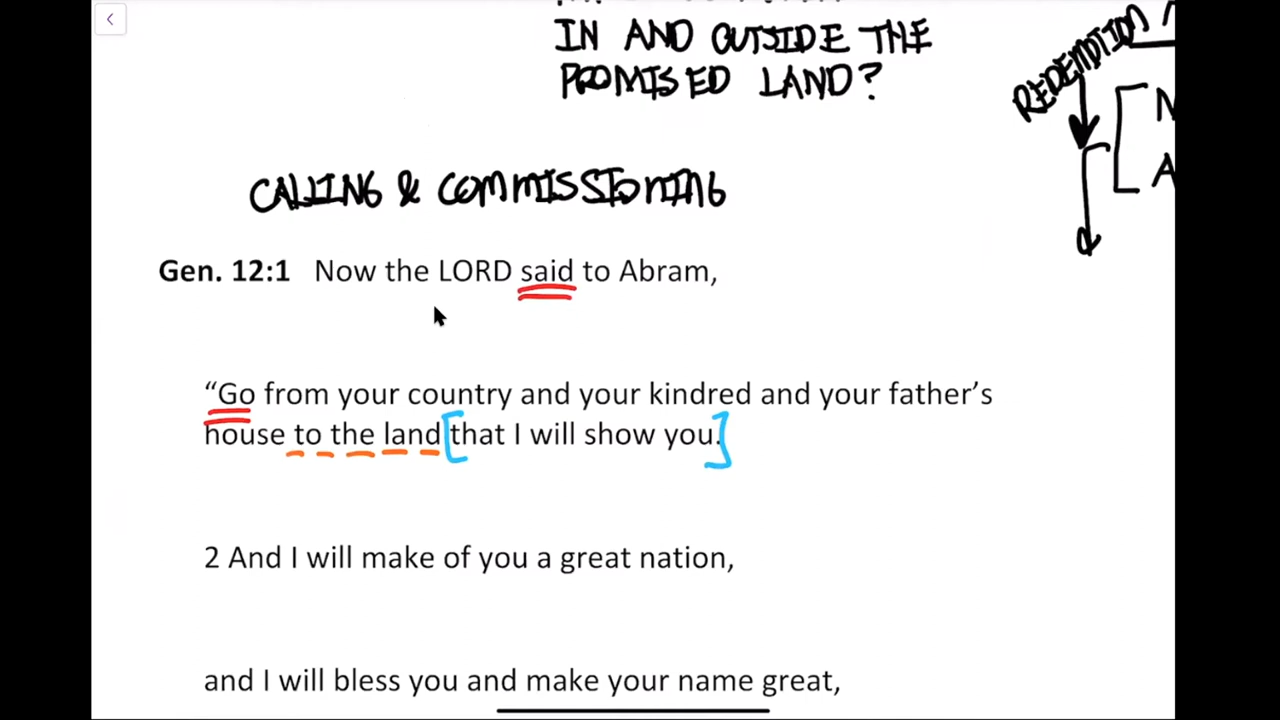 IN AND OUTSIDE THE
PROMISED LAND?
REDEMPTION
CALLING & COMMISSIONING
Gen. 12:1 Now the LORD said to Abram,
“Go from your country and your kindred and your father’s
house to the land [that I will show you.]
2 And I will make of you a great nation,
and I will bless you and make your name great,